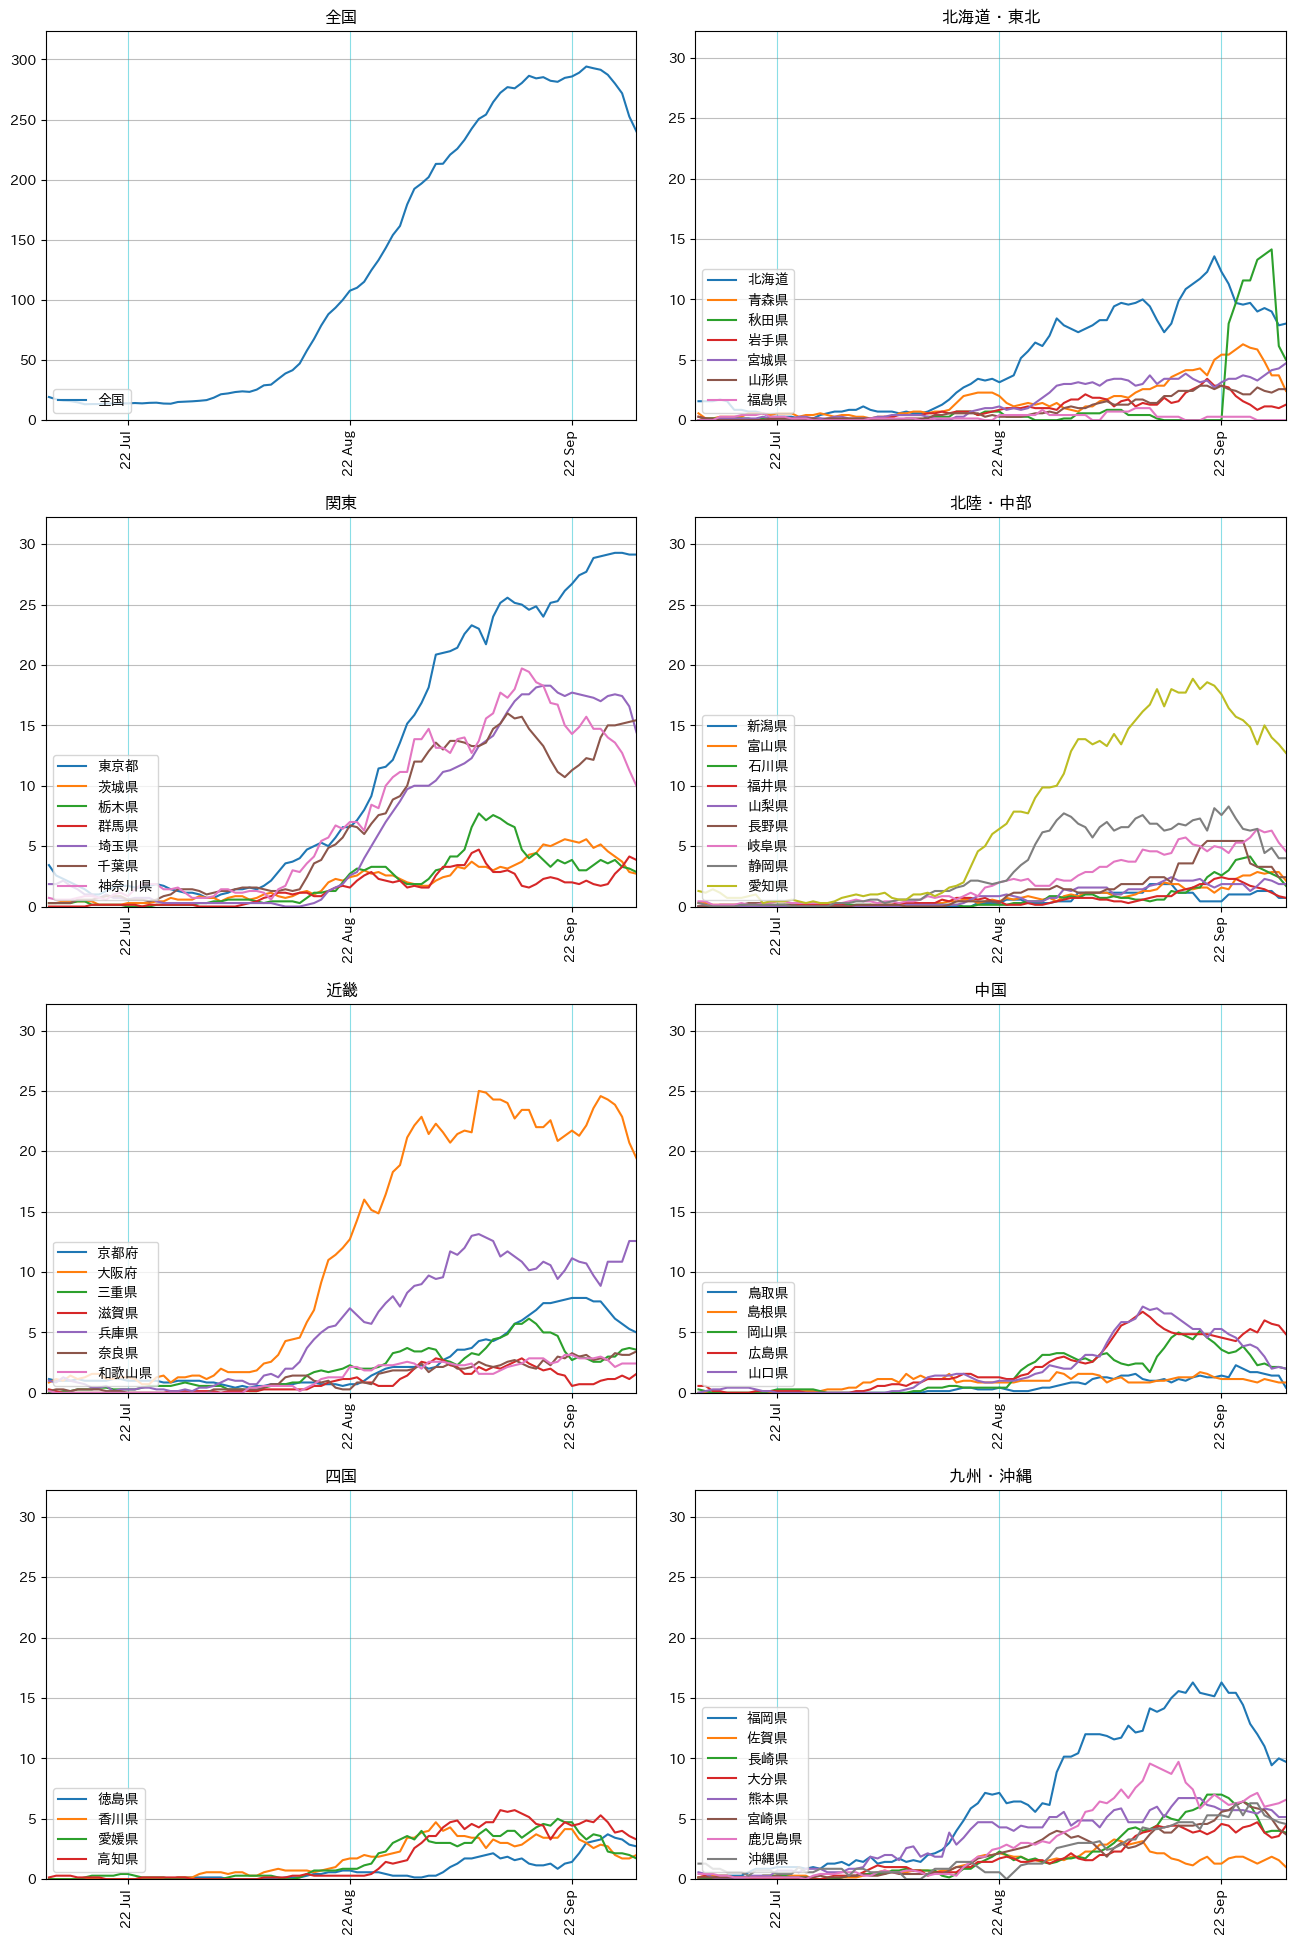 全国
300
250
200
150
100
50
0
全国
22 Jul
22 Aug
22 Sep
北海道・東北
30
25
20
15
10
5
0
北海道
青森県
秋田県
岩手県
宮城県
山形県
福島県
22 Jul
22 Aug
22 Sep
関東
30
25
20
15
10
5
0
東京都
茨城県
栃木県
群馬県
埼玉県
千葉県
神奈川県
22 Jul
22 Aug
22 Sep
北陸・中部
30
25
20
15
10
5
0
新潟県
富山県
石川県
福井県
山梨県
長野県
岐阜県
静岡県
愛知県
22 Jul
22 Aug
22 Sep
近畿
30
25
20
15
10
5
0
京都府
大阪府
三重県
滋賀県
兵庫県
奈良県
和歌山県
22 Jul
22 Aug
22 Sep
中国
30
25
20
15
10
5
0
鳥取県
島根県
岡山県
広島県
山口県
22 Jul
22 Aug
22 Sep
四国
30
25
20
15
10
5
0
徳島県
香川県
愛媛県
高知県
22 Jul
22 Aug
22 Sep
九州・沖縄
30
25
20
15
10
5
0
福岡県
佐賀県
長崎県
大分県
熊本県
宮崎県
鹿児島県
沖縄県
22 Jul
22 Aug
22 Sep